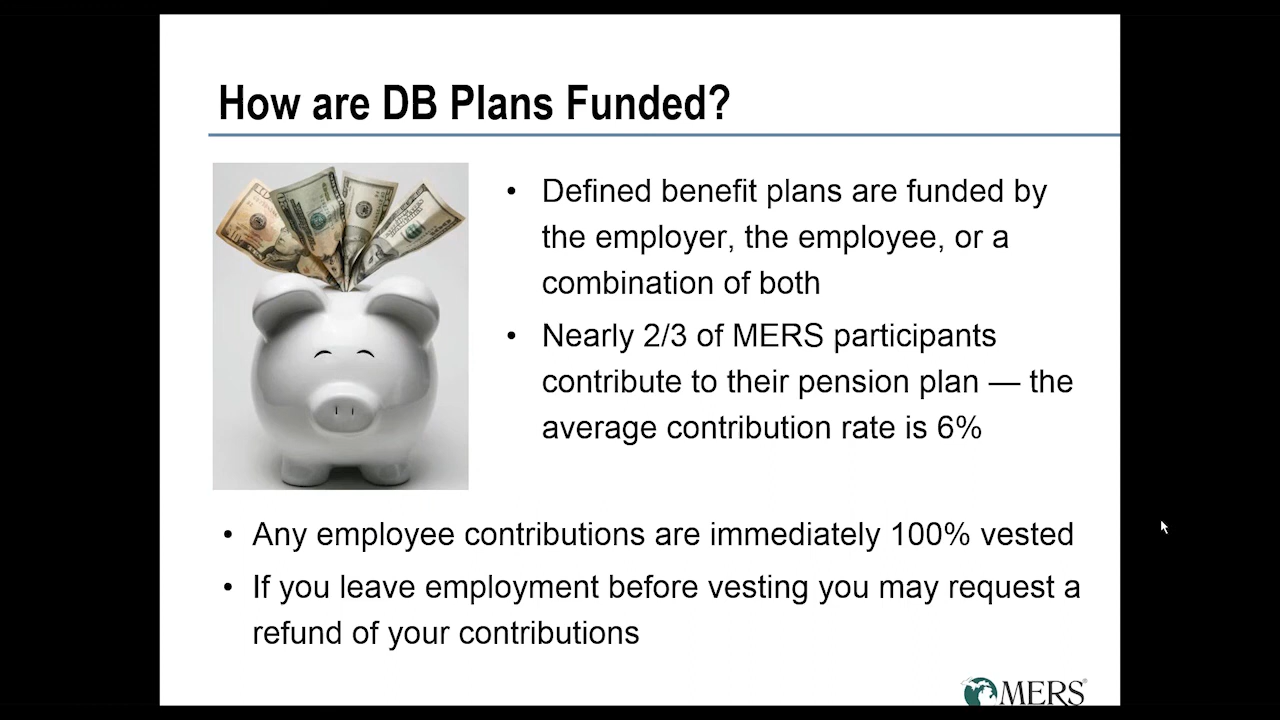 How are DB Plans Funded?
• Defined benefit plans are funded by
the employer, the employee, or a
combination of both
• Nearly 2/3 of MERS participants
contribute to their pension plan — the
average contribution rate is 6%
• Any employee contributions are immediately 100% vested
• If you leave employment before vesting you may request a
refund of your contributions
MERS®